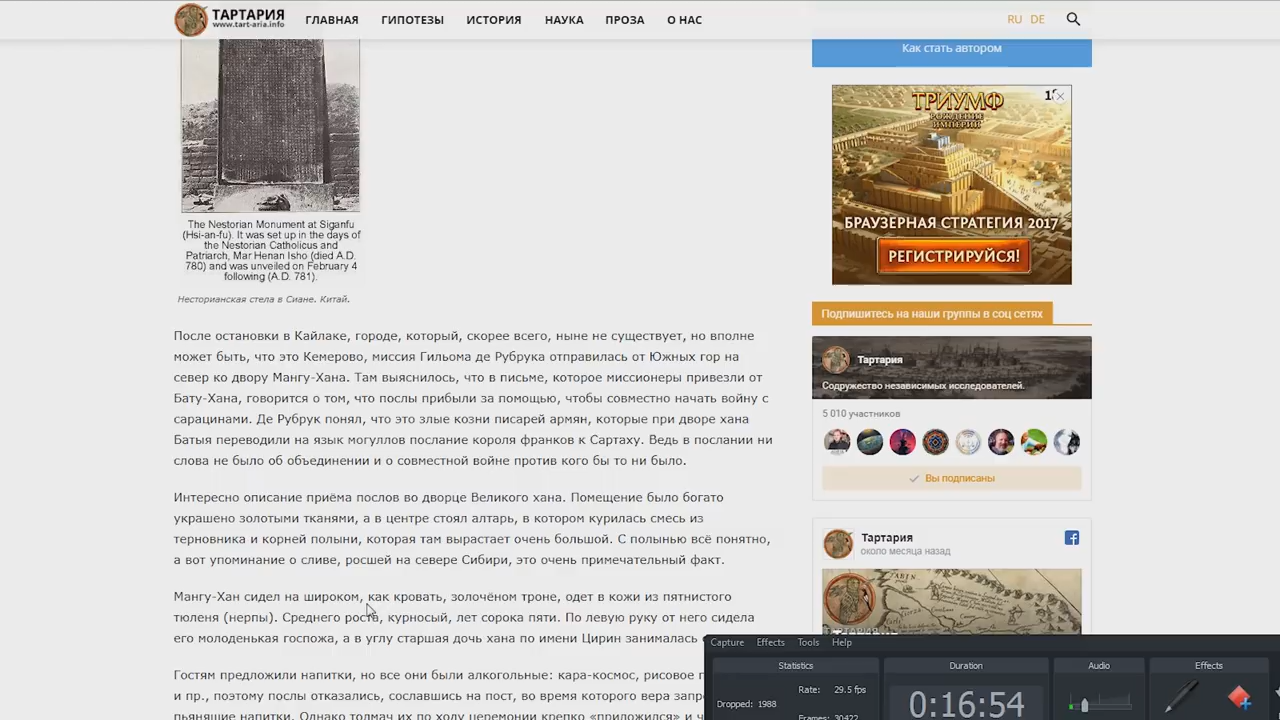 ТАРТАРИЯ
www.tart-aria.info
ГЛАВНАЯ ГИПОТЕЗЫ ИСТОРИЯ НАУКА ПРОЗА О НАС
RU DE
The Nestorian Monument at Siganfu
(Hsi-an-fu). It was set up in the days of
the Nestorian Catholicus and
Patriarch, Mar Henan Isho (died A.D.
780) and was unveiled on February 4
following (A.D. 781).
Несторианская стела в Сиане. Китай.
После остановки в Кайлаке, городе, который, скорее всего, ныне не существует, но вполне
может быть, что это Кемерово, миссия Гильома де Рубрука отправилась от Южных гор на
север ко двору Мангу-Хана. Там выяснилось, что в письме, которое миссионеры привезли от
Бату-Хана, говорится о том, что послы прибыли за помощью, чтобы совместно начать войну с
сарацинами. Де Рубрук понял, что это злые козни писарей армян, которые при дворе хана
Батыя переводили на язык могуллов послание короля франков к Сартаху. Ведь в послании ни
слова не было об объединении и о совместной войне против кого бы то ни было.
Интересно описание приёма послов во дворце Великого хана. Помещение было богато
украшено золотыми тканями, а в центре стоял алтарь, в котором курилась смесь из
терновника и корней полыни, которая там вырастает очень большой. С полынью всё понятно,
а вот упоминание о сливе, росшей на севере Сибири, это очень примечательный факт.
Мангу-Хан сидел на широком, как кровать, золочёном троне, одет в кожи из пятнистого
тюленя (нерпы). Среднего роста, курносый, лет сорока пяти. По левую руку от него сидела
его молоденькая госпожа, а в углу старшая дочь хана по имени Цирин занималась
Гостям предложили напитки, но все они были алкогольные: кара-космос, рисовое
и пр., поэтому послы отказались, сославшись на пост, во время которого вера
пьянящие напитки. Однако толмач их по ходу церемонии крепко «приложился» и
Как стать автором
ТРИУМФ
РОЖДЕНИЕ
ИМПЕРИЙ
БРАУЗЕРНАЯ СТРАТЕГИЯ 2017
РЕГИСТРИРУЙСЯ!
Подпишитесь на наши группы в соц сетях
Тартария
Содружество независимых исследователей.
5 010 участников
Вы подписаны
Тартария
около месяца назад
Capture Effects Tools Help
Statistics Duration Audio Effects
Rate: 29.5 fps
Dropped: 1988
Frames: 30422
0:16:54